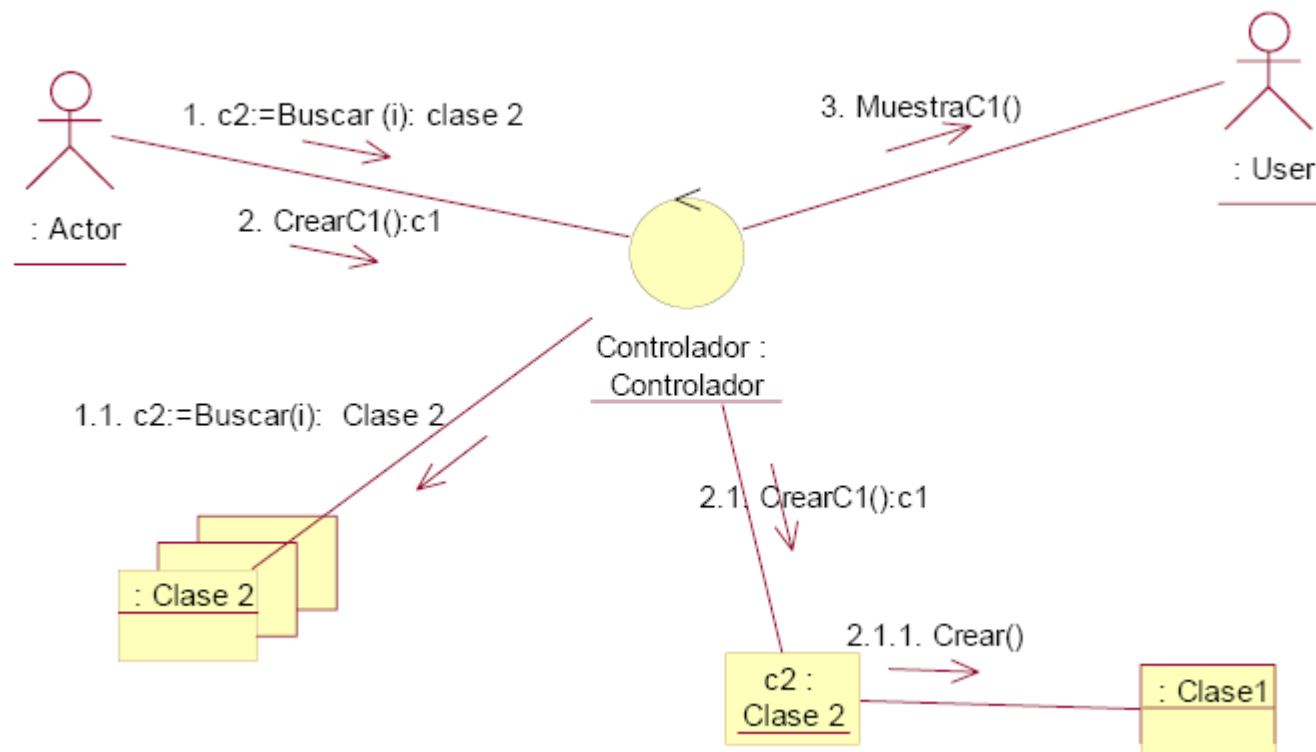 1. c2:=Buscar (i): clase 2
3. MuestraC1()
: User
: Actor
2. CrearC1():c1
Controlador :
Controlador
1.1. c2:=Buscar(i): Clase 2
2.1. CrearC1():c1
: Clase 2
2.1.1. Crear()
c2 :
Clase 2
: Clase1